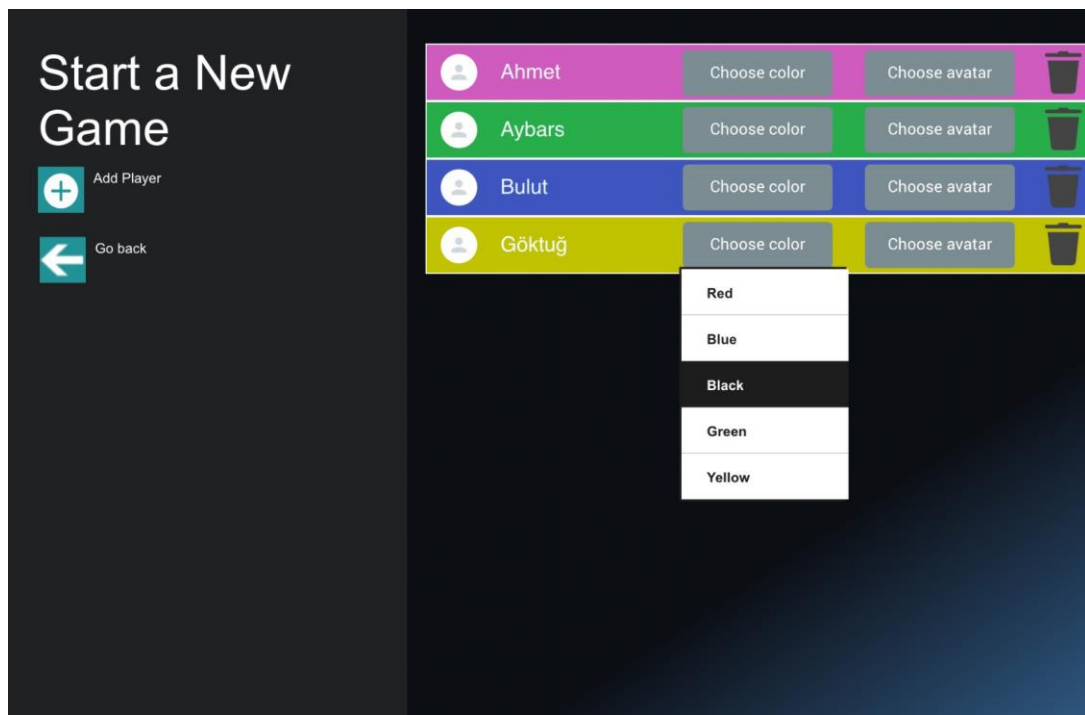 Start a New
Game
Add Player
Go back
Ahmet Choose color Choose avatar
Aybars Choose color Choose avatar
Bulut Choose color Choose avatar
Göktuğ Choose color Choose avatar
Red
Blue
Black
Green
Yellow